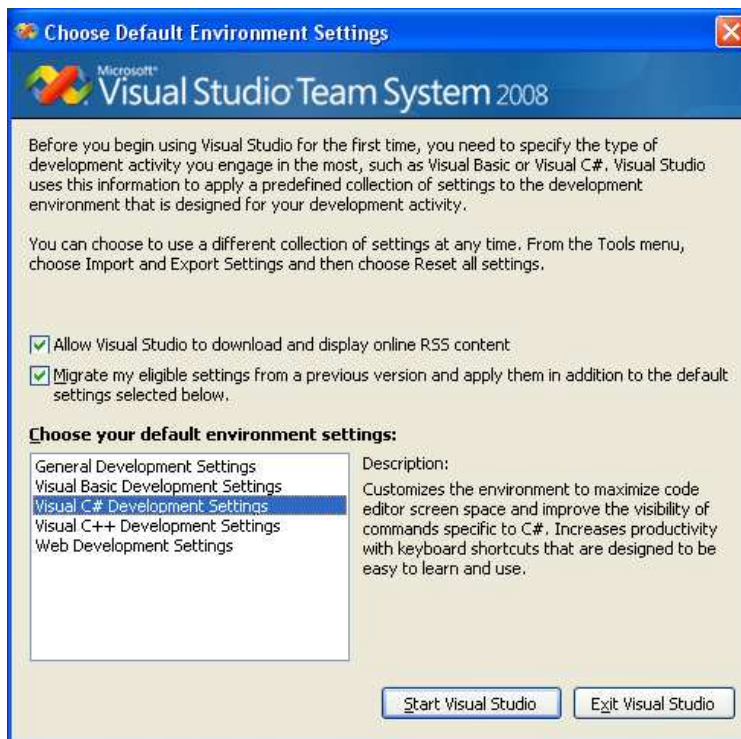 Choose Default Environment Settings
Microsoft®
Visual Studio Team System 2008
Before you begin using Visual Studio for the first time, you need to specify the type of
development activity you engage in the most, such as Visual Basic or Visual C#. Visual Studio
uses this information to apply a predefined collection of settings to the development
environment that is designed for your development activity.
You can choose to use a different collection of settings at any time. From the Tools menu,
choose Import and Export Settings and then choose Reset all settings.
Allow Visual Studio to download and display online RSS content
Migrate my eligible settings from a previous version and apply them in addition to the default
settings selected below.
Choose your default environment settings:
General Development Settings
Visual Basic Development Settings
Visual C# Development Settings
Visual C++ Development Settings
Web Development Settings
Description:
Customizes the environment to maximize code
editor screen space and improve the visibility of
commands specific to C#. Increases productivity
with keyboard shortcuts that are designed to be
easy to learn and use.
Start Visual Studio
Exit Visual Studio